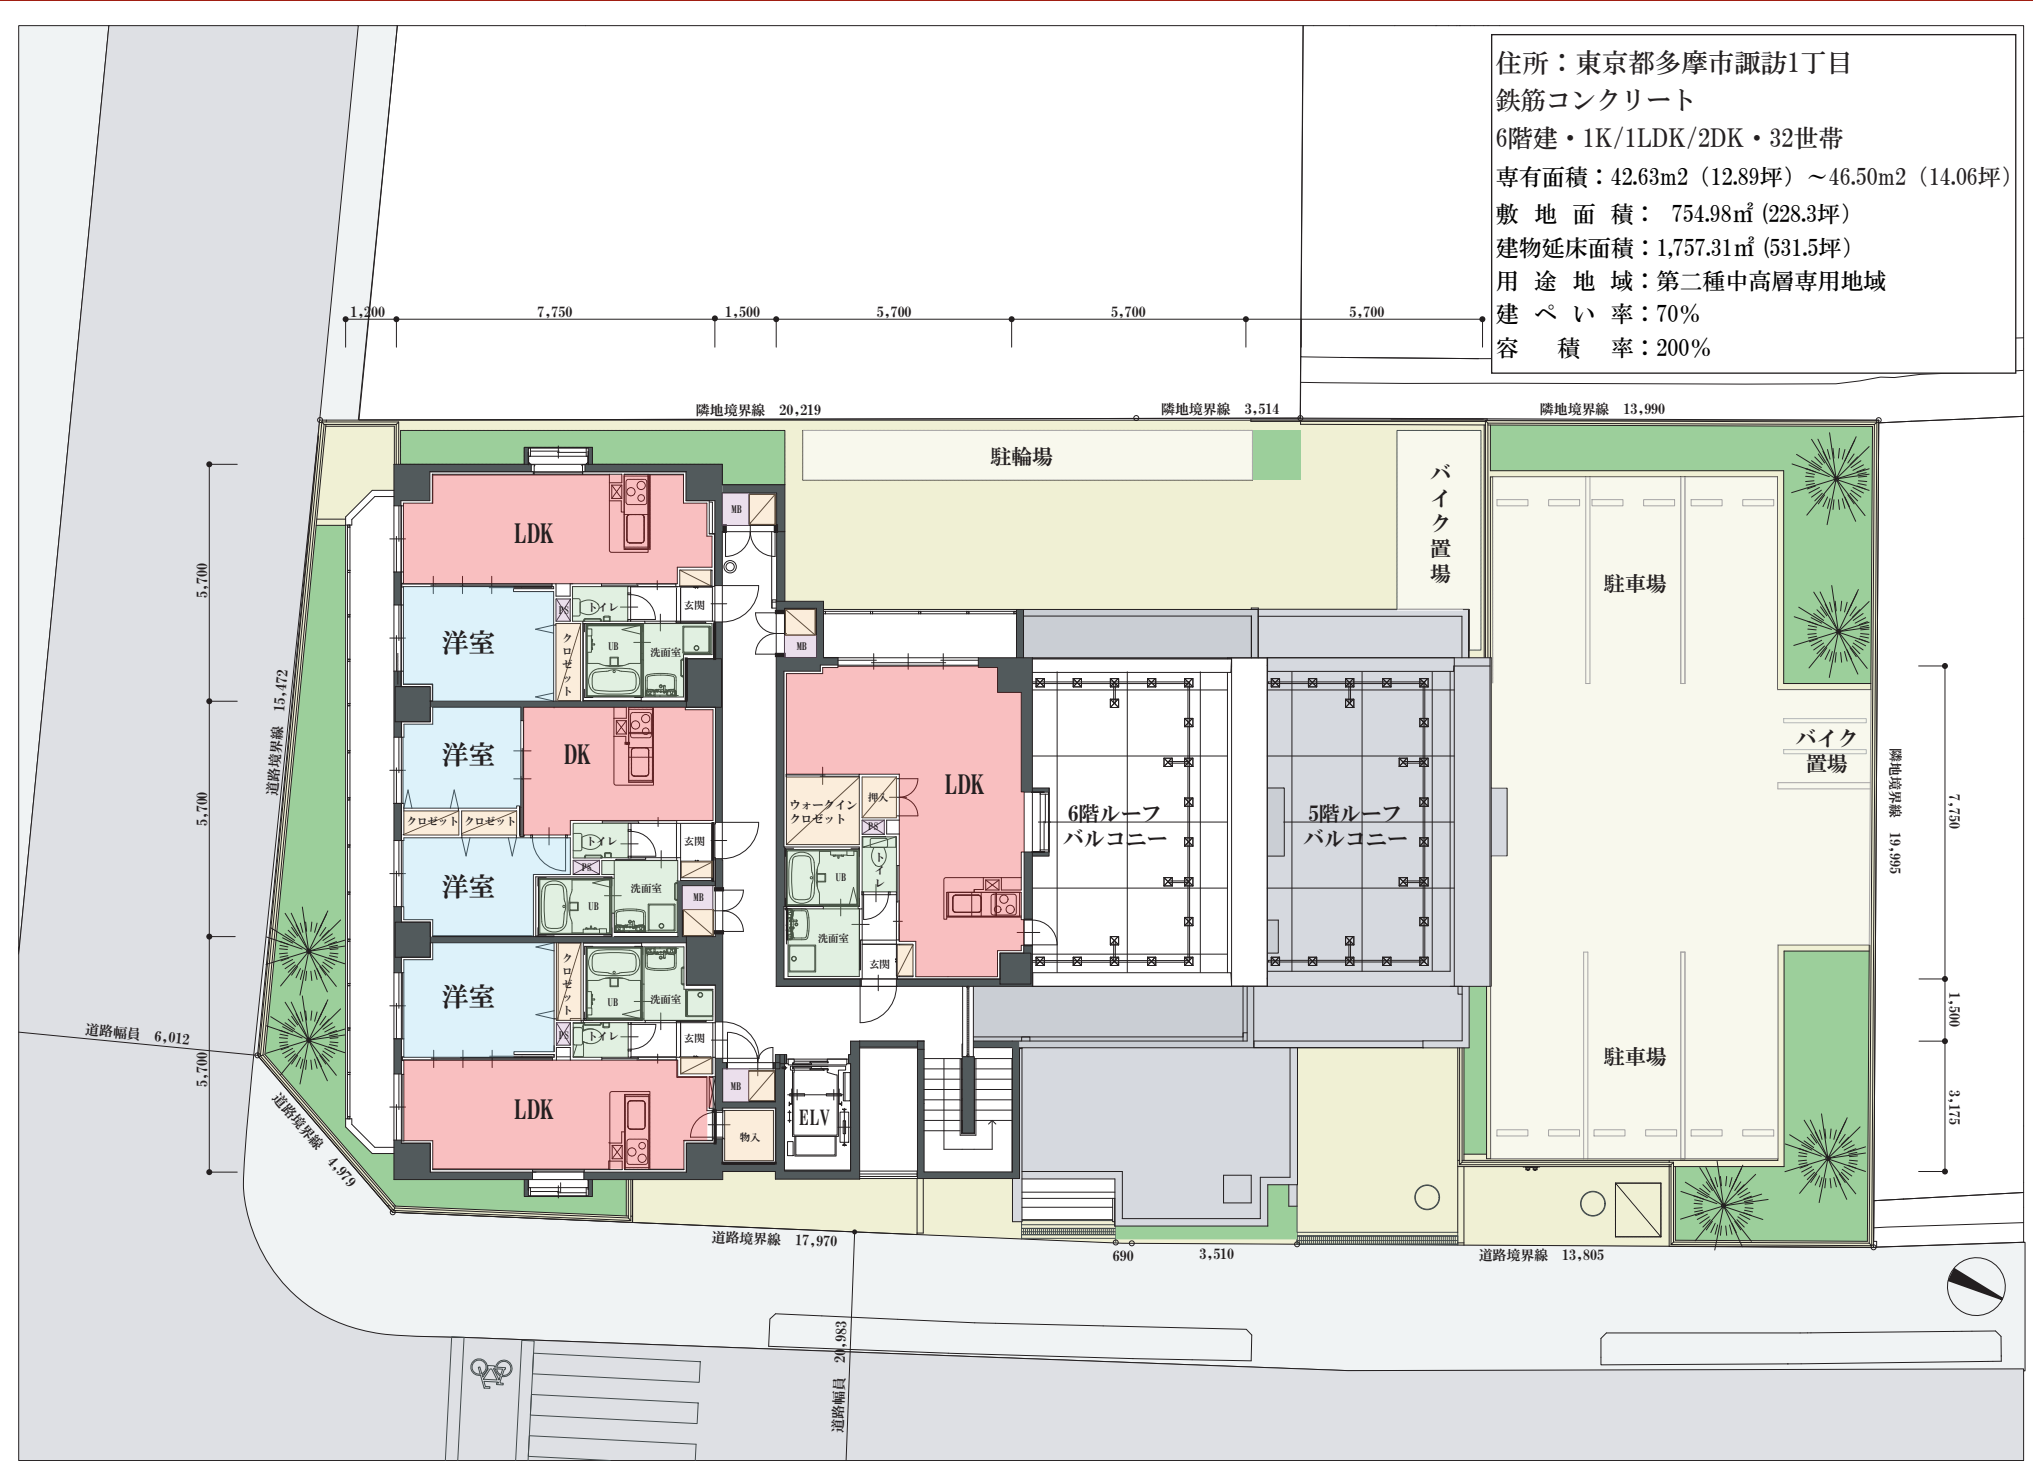 住所：東京都多摩市諏訪1丁目
鉄筋コンクリート
6階建・1K/1LDK/2DK・32世帯
専有面積：42.63m2（12.89坪）～46.50m2（14.06坪）
敷地面積： 754.98㎡ (228.3坪）
建物延床面積：1,757.31㎡ (531.5坪）
用途地域：第二種中高層専用地域
建ぺい率：70%
容積率：200%
1,200
7,750
1,500
5,700
5,700
5,700
隣地境界線 20,219
隣地境界線 3,514
隣地境界線 13,990
駐輪場
バイク置場
駐車場
LDK
MB
5,700
洋室
PS
トイレ
玄関
クロゼット
UB
洗面室
MB
道路境界線 15,472
洋室
DK
5,700
クロゼット
クロゼット
トイレ
玄関
洋室
PS
UB
洗面室
MB
LDK
ウォークイン
クロゼット
押入
PS
トイレ
UB
洗面室
玄関
6階ルーフ
バルコニー
5階ルーフ
バルコニー
バイク
置場
隣地境界線 19,995
7,750
1,500
3,175
洋室
クロゼット
UB
洗面室
PS
トイレ
玄関
道路幅員 6,012
5,700
LDK
MB
物入
ELV
駐車場
道路境界線 4,979
道路境界線 17,970
690
3,510
道路境界線 13,805
道路幅員 20,983